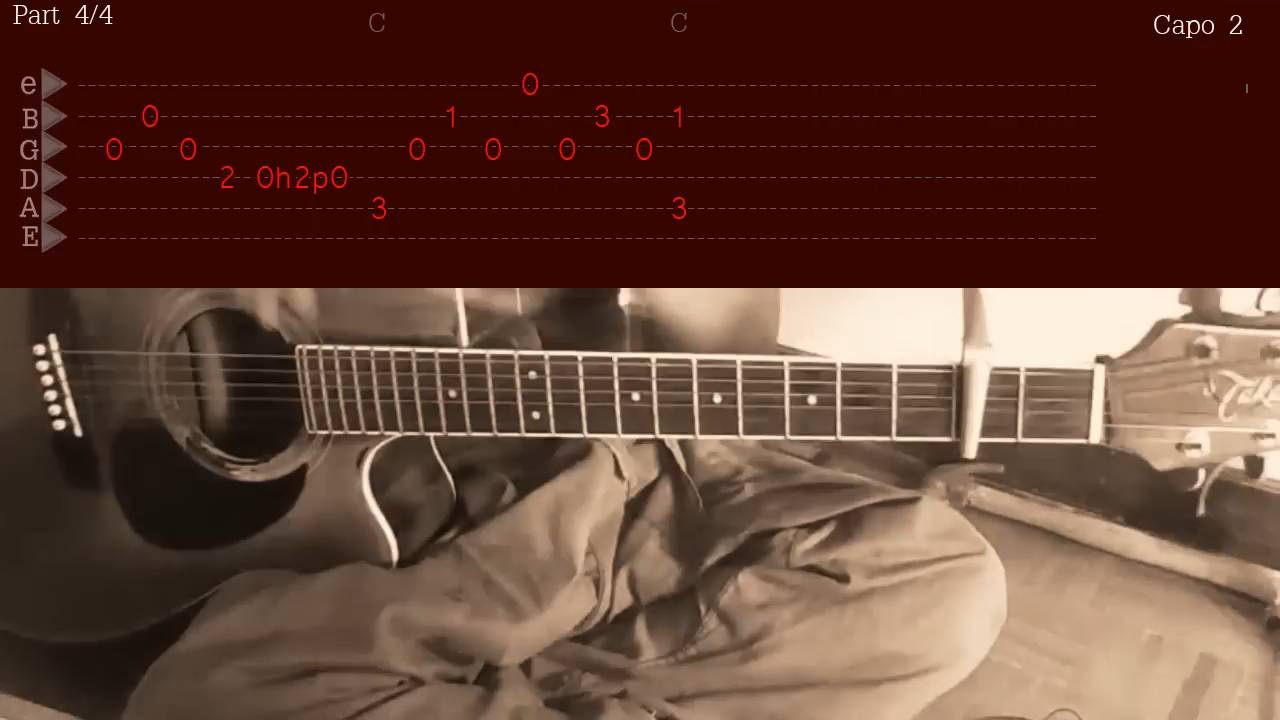 Part 4/4
C C
Capo 2
e 0
B 0 1 3 1
G 0 0 0 0 0 0
D 2 0h2p0
A 3 3
E